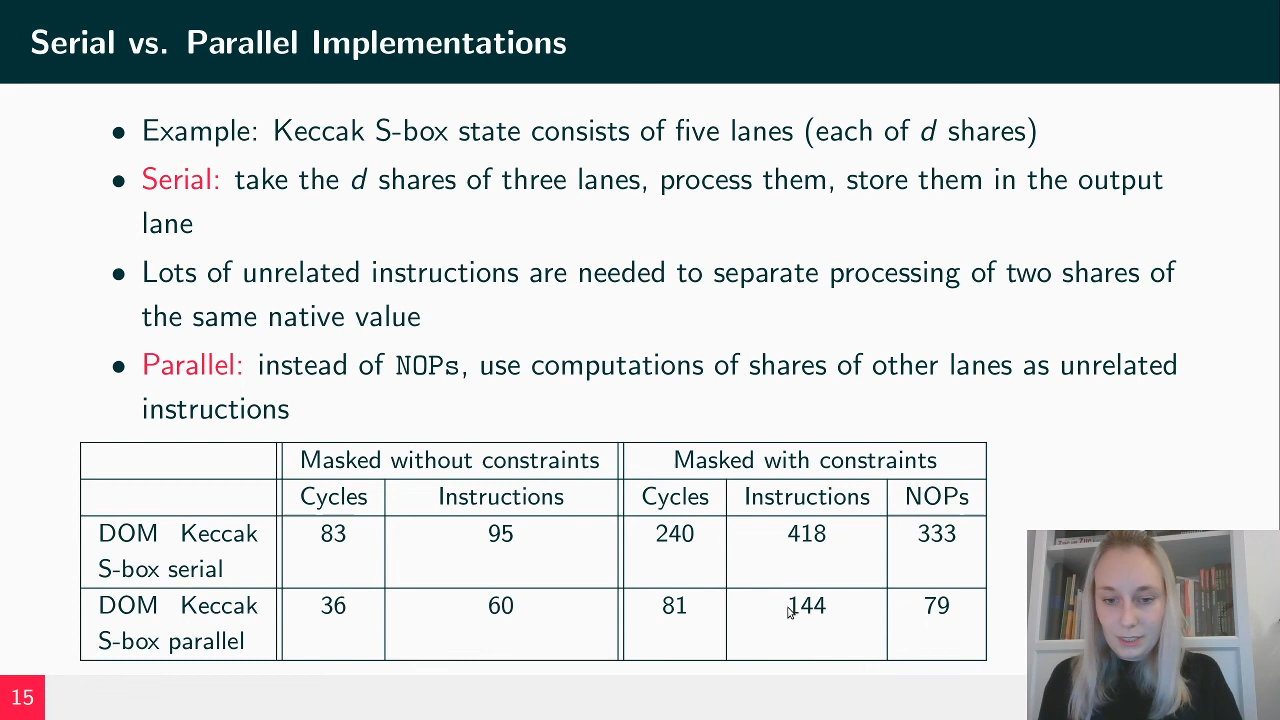 Serial vs. Parallel Implementations
• Example: Keccak S-box state consists of five lanes (each of d shares)
• Serial: take the d shares of three lanes, process them, store them in the output
lane
• Lots of unrelated instructions are needed to separate processing of two shares of
the same native value
• Parallel: instead of NOPs, use computations of shares of other lanes as unrelated
instructions
Masked without constraints Masked with constraints
Cycles Instructions Cycles Instructions NOPs
DOM Keccak 83 95 240 418 333
S-box serial
DOM Keccak 36 60 81 144 79
S-box parallel
15